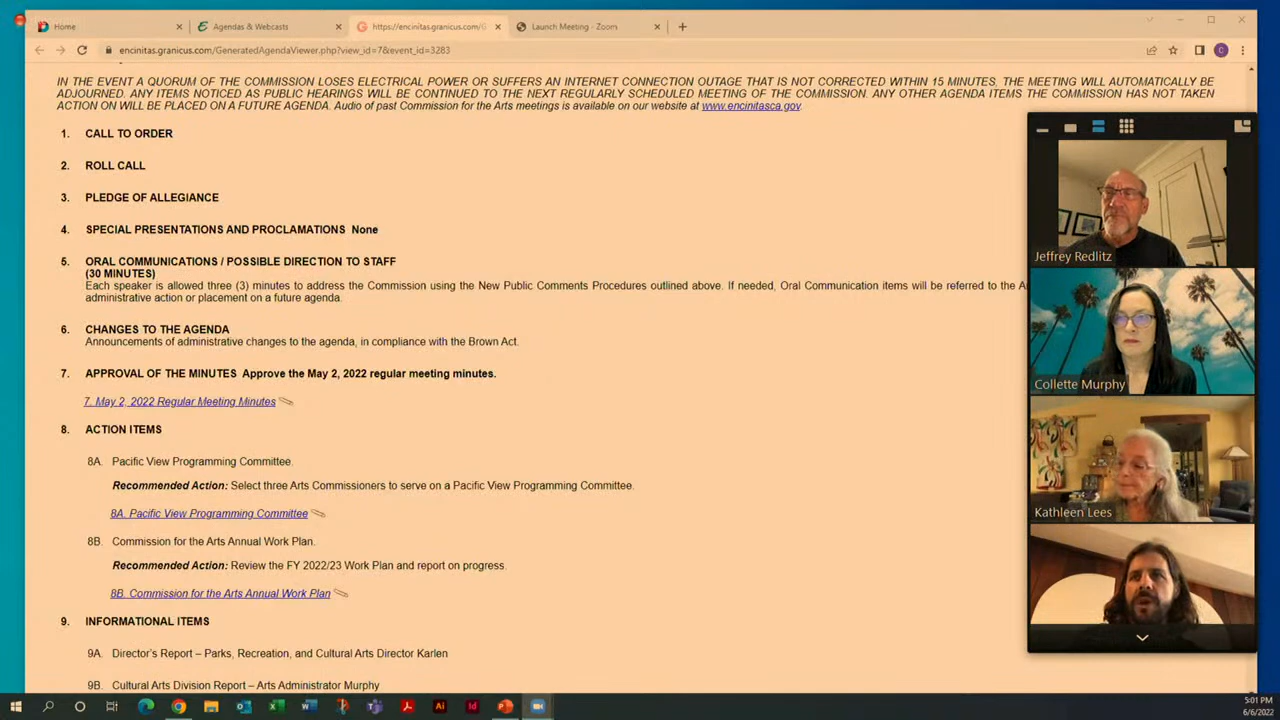 Home
Agendas & Webcasts
https://encinitas.granicus.com/G
Launch Meeting - Zoom
encinitas.granicus.com/GeneratedAgendaViewer.php?view_id=7&event_id=3283
IN THE EVENT A QUORUM OF THE COMMISSION LOSES ELECTRICAL POWER OR SUFFERS AN INTERNET CONNECTION OUTAGE THAT IS NOT CORRECTED WITHIN 15 MINUTES, THE MEETING WILL AUTOMATICALLY BE
ADJOURNED. ANY ITEMS NOTICED AS PUBLIC HEARINGS WILL BE CONTINUED TO THE NEXT REGULARLY SCHEDULED MEETING OF THE COMMISSION. ANY OTHER AGENDA ITEMS THE COMMISSION HAS NOT TAKEN
ACTION ON WILL BE PLACED ON A FUTURE AGENDA. Audio of past Commission for the Arts meetings is available on our website at www.encinitasca.gov.
1. CALL TO ORDER
2. ROLL CALL
3. PLEDGE OF ALLEGIANCE
4. SPECIAL PRESENTATIONS AND PROCLAMATIONS None
5. ORAL COMMUNICATIONS / POSSIBLE DIRECTION TO STAFF
(30 MINUTES)
Each speaker is allowed three (3) minutes to address the Commission using the New Public Comments Procedures outlined above. If needed, Oral Communication items will be referred to the
administrative action or placement on a future agenda.
6. CHANGES TO THE AGENDA
Announcements of administrative changes to the agenda, in compliance with the Brown Act.
7. APPROVAL OF THE MINUTES Approve the May 2, 2022 regular meeting minutes.
7. May 2, 2022 Regular Meeting Minutes
8. ACTION ITEMS
8A. Pacific View Programming Committee.
Recommended Action: Select three Arts Commissioners to serve on a Pacific View Programming Committee.
8A. Pacific View Programming Committee
8B. Commission for the Arts Annual Work Plan.
Recommended Action: Review the FY 2022/23 Work Plan and report on progress.
8B. Commission for the Arts Annual Work Plan
9. INFORMATIONAL ITEMS
9A. Director's Report – Parks, Recreation, and Cultural Arts Director Karlen
9B. Cultural Arts Division Report – Arts Administrator Murphy
Jeffrey Redlitz
Collette Murphy
Kathleen Lees
5:01 PM
6/6/2022